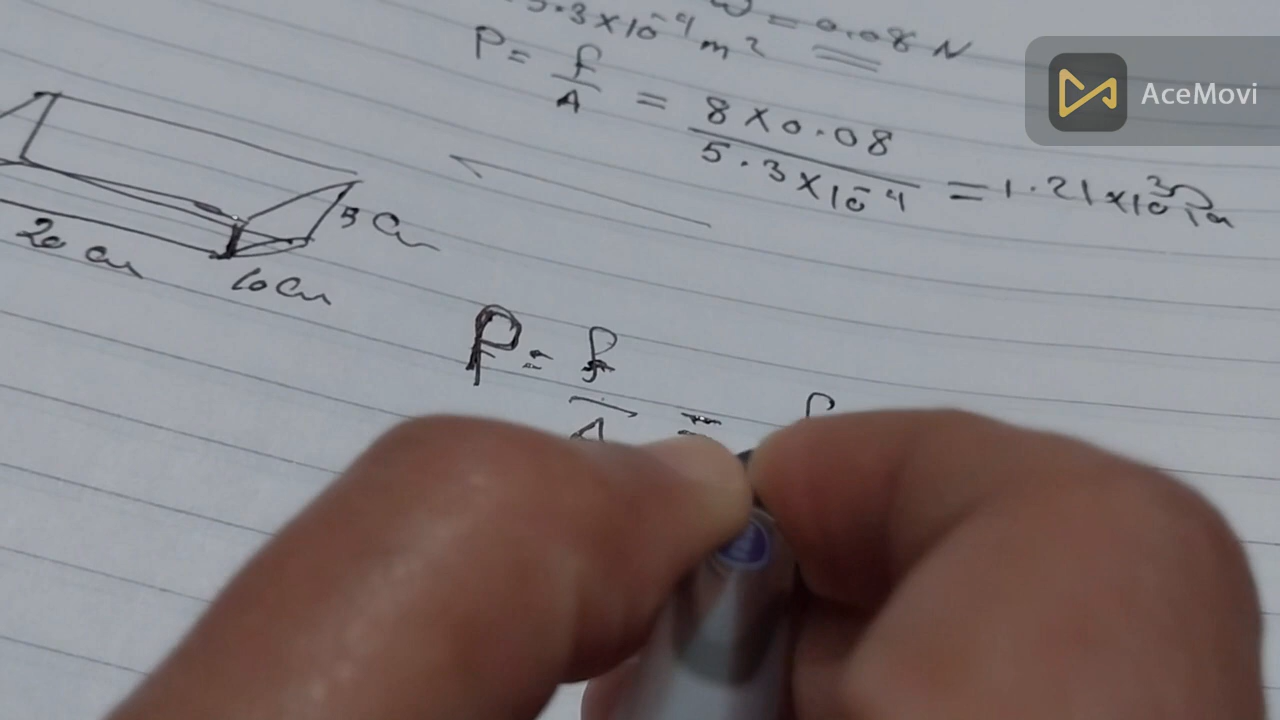 5.3×10⁻⁴ m² W = 0.08 N
P = f/A = 8×0.08 / 5.3×10⁻⁴ = 1.21×10³ Pa
5 Cm
20 Cm
10 Cm
P = f/A = f
AceMovi